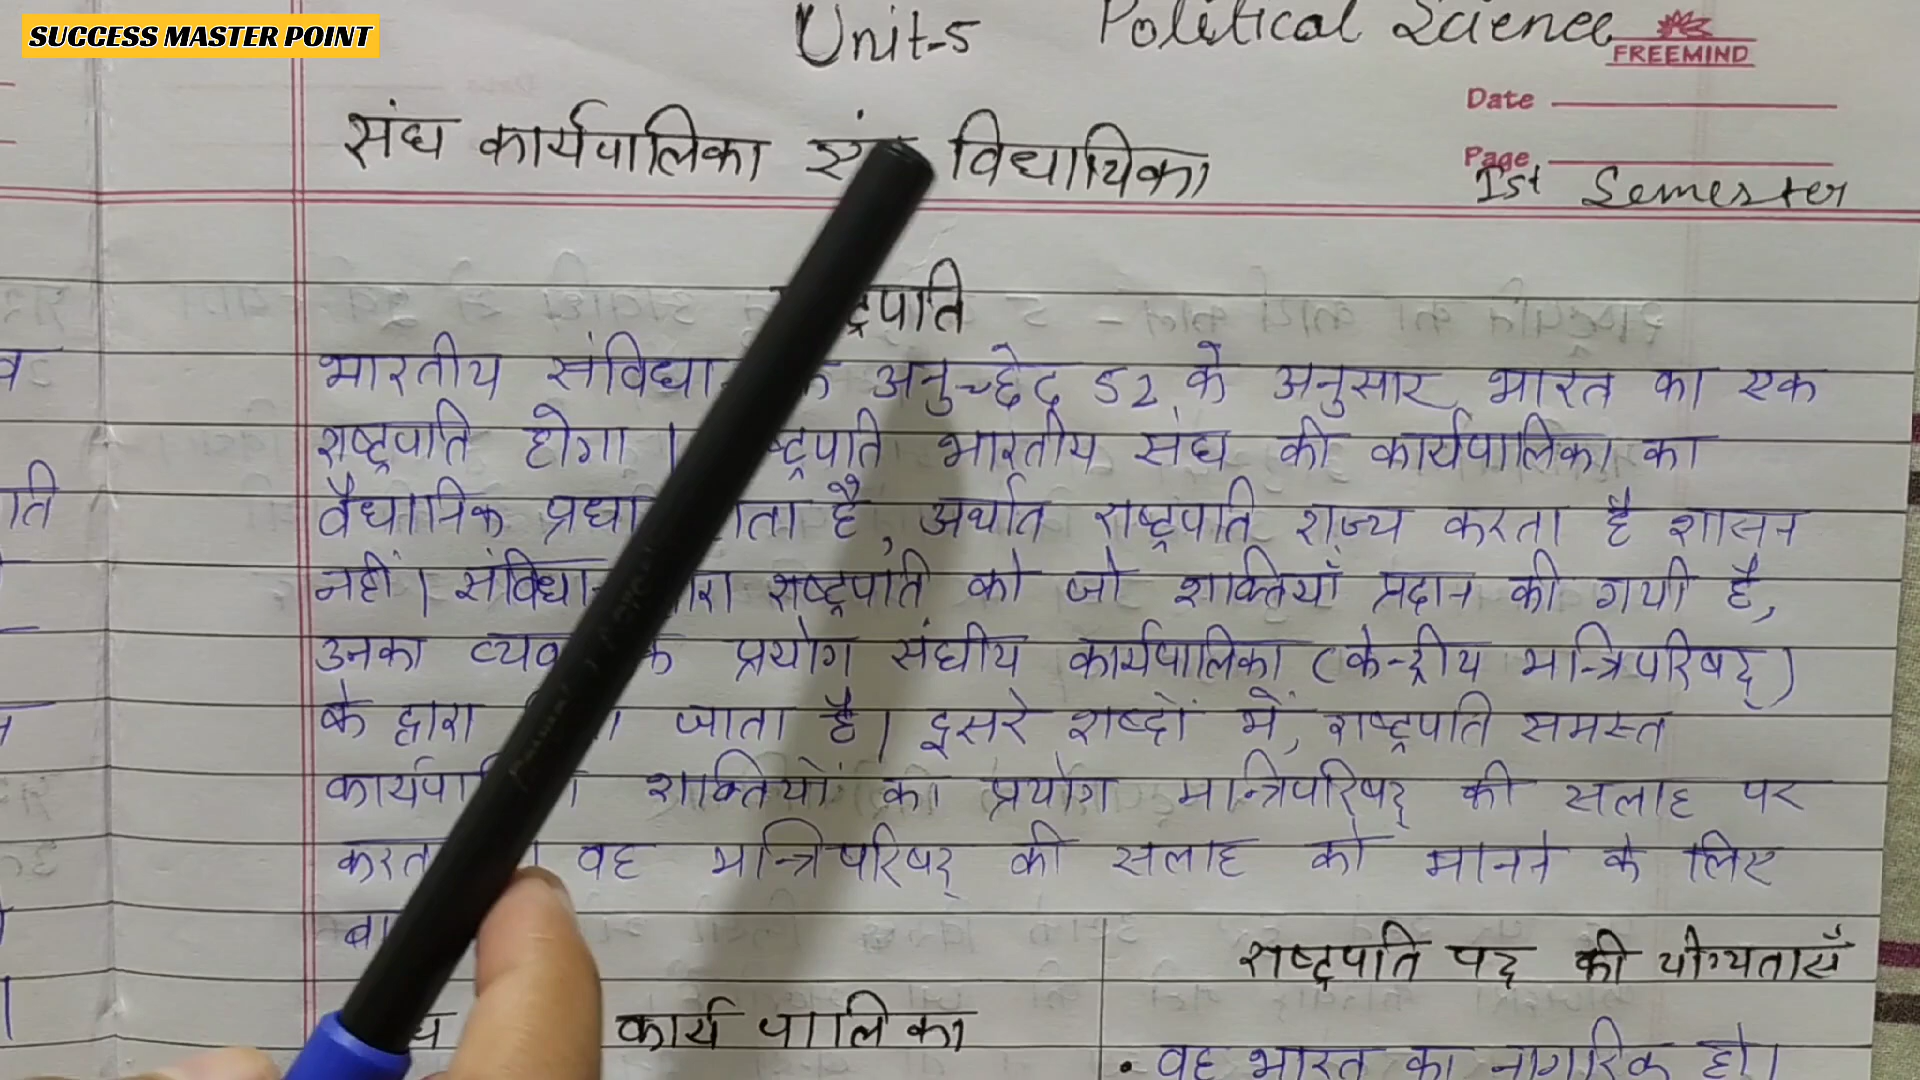 SUCCESS MASTER POINT
Unit-5 Political Science
FREEMIND
Date
संघ कार्यपालिका एवं विधायिका
Page
Ist Semester
भारतीय अनुच्छेद 52 के अनुसार भारत का एक
राष्ट्रपति होगा । भारतीय संघ की कार्यपालिका का
वैधानिक है, अर्थात राष्ट्रपति राज्य करता है शासन
नहीं । राष्ट्रपति को जो शक्तियाँ प्रदान की गयी है,
उनका प्रयोग संघीय कार्यपालिका (केन्द्रीय मन्त्रिपरिषद्)
के द्वारा जाता है। दूसरे शब्दों में, राष्ट्रपति समस्त
शक्तियों का प्रयोग मन्त्रिपरिषद् की सलाह पर
वह मन्त्रिपरिषद् की सलाह को मानने के लिए
राष्ट्रपति पद की योग्यताएँ
कार्यपालिका
• वह भारत का नागरिक हो।